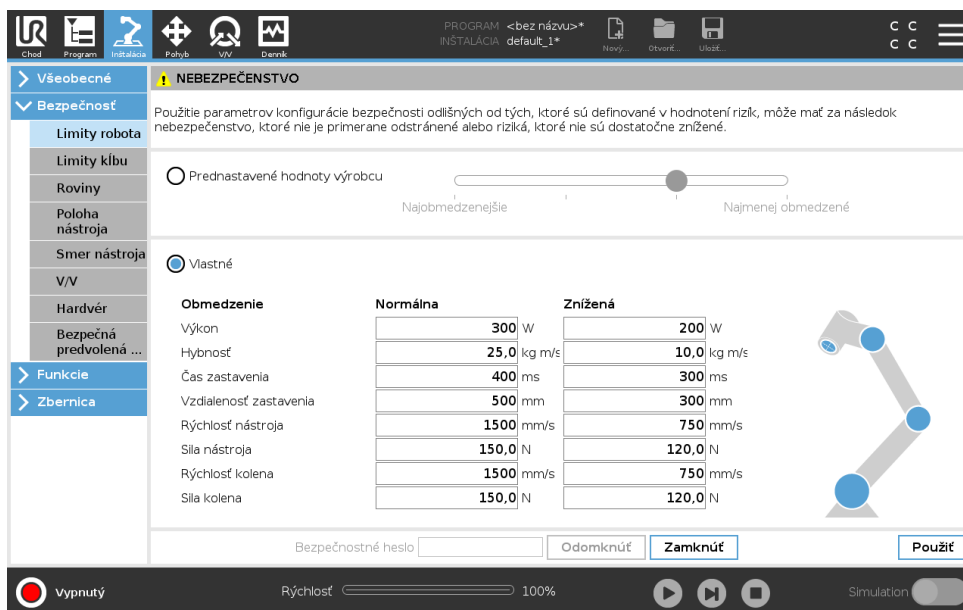 UR
Chod
Program
Inštalácia
Pohyb
V/V
Denník
PROGRAM <bez názvu>*
INŠTALÁCIA default_1*
Nový...
Otvoriť...
Uložiť...
C C
C C
Všeobecné
Bezpečnosť
Limity robota
Limity kĺbu
Roviny
Poloha
nástroja
Smer nástroja
V/V
Hardvér
Bezpečná
predvolená ...
Funkcie
Zbernica
NEBEZPEČENSTVO
Použitie parametrov konfigurácie bezpečnosti odlišných od tých, ktoré sú definované v hodnotení rizík, môže mať za následok
nebezpečenstvo, ktoré nie je primerane odstránené alebo riziká, ktoré nie sú dostatočne znížené.
Prednastavené hodnoty výrobcu
Najobmedzenejšie Najmenej obmedzené
Vlastné
Obmedzenie Normálna Znížená
Výkon 300 W 200 W
Hybnosť 25,0 kg m/s 10,0 kg m/s
Čas zastavenia 400 ms 300 ms
Vzdialenosť zastavenia 500 mm 300 mm
Rýchlosť nástroja 1500 mm/s 750 mm/s
Sila nástroja 150,0 N 120,0 N
Rýchlosť kolena 1500 mm/s 750 mm/s
Sila kolena 150,0 N 120,0 N
Bezpečnostné heslo Odomknúť Zamknúť Použiť
Vypnutý Rýchlosť 100% Simulation